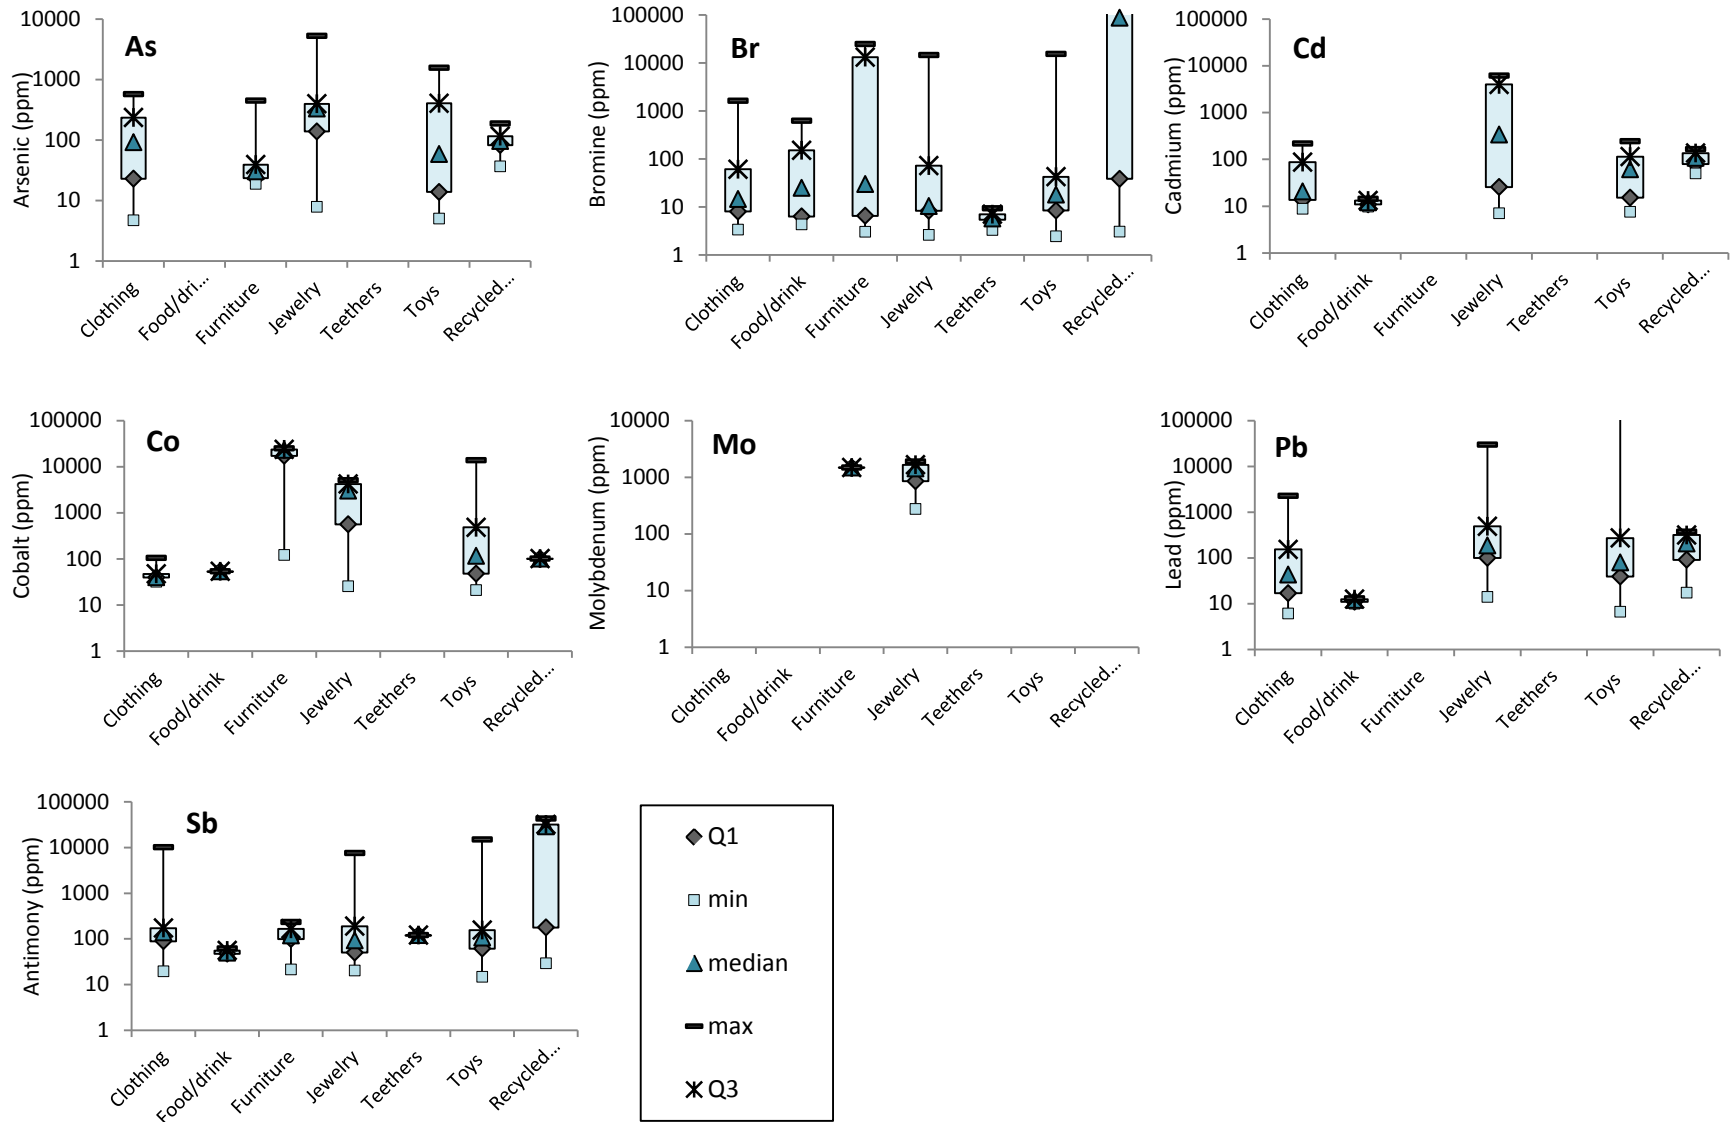 As
Arsenic (ppm)
10000
1000
100
10
1
Clothing
Food/dri...
Furniture
Jewelry
Teethers
Toys
Recycled...
Br
Bromine (ppm)
100000
10000
1000
100
10
1
Clothing
Food/drink
Furniture
Jewelry
Teethers
Toys
Recycled...
Cd
Cadmium (ppm)
100000
10000
1000
100
10
1
Clothing
Food/drink
Furniture
Jewelry
Teethers
Toys
Recycled...
Co
Cobalt (ppm)
100000
10000
1000
100
10
1
Clothing
Food/drink
Furniture
Jewelry
Teethers
Toys
Recycled...
Mo
Molybdenum (ppm)
10000
1000
100
10
1
Clothing
Food/drink
Furniture
Jewelry
Teethers
Toys
Recycled...
Pb
Lead (ppm)
100000
10000
1000
100
10
1
Clothing
Food/drink
Furniture
Jewelry
Teethers
Toys
Recycled...
Sb
Antimony (ppm)
100000
10000
1000
100
10
1
Clothing
Food/drink
Furniture
Jewelry
Teethers
Toys
Recycled...
Q1
min
median
max
Q3